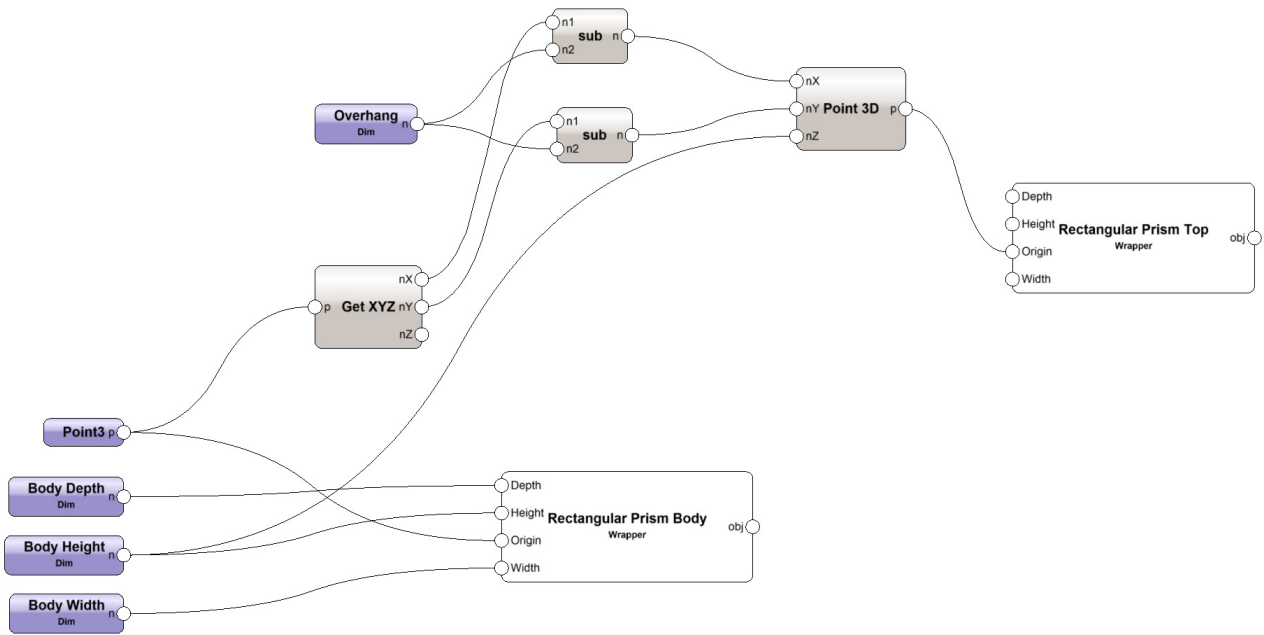 n1
sub n
n2
Overhang
Dim
n
n1
sub n
n2
nX
nY Point 3D p
nZ
Depth
Height
Rectangular Prism Top
Wrapper
obj
Origin
Width
nX
p Get XYZ nY
nZ
Point3 p
Body Depth
Dim
n
Body Height
Dim
n
Body Width
Dim
n
Depth
Height
Rectangular Prism Body
Wrapper
obj
Origin
Width